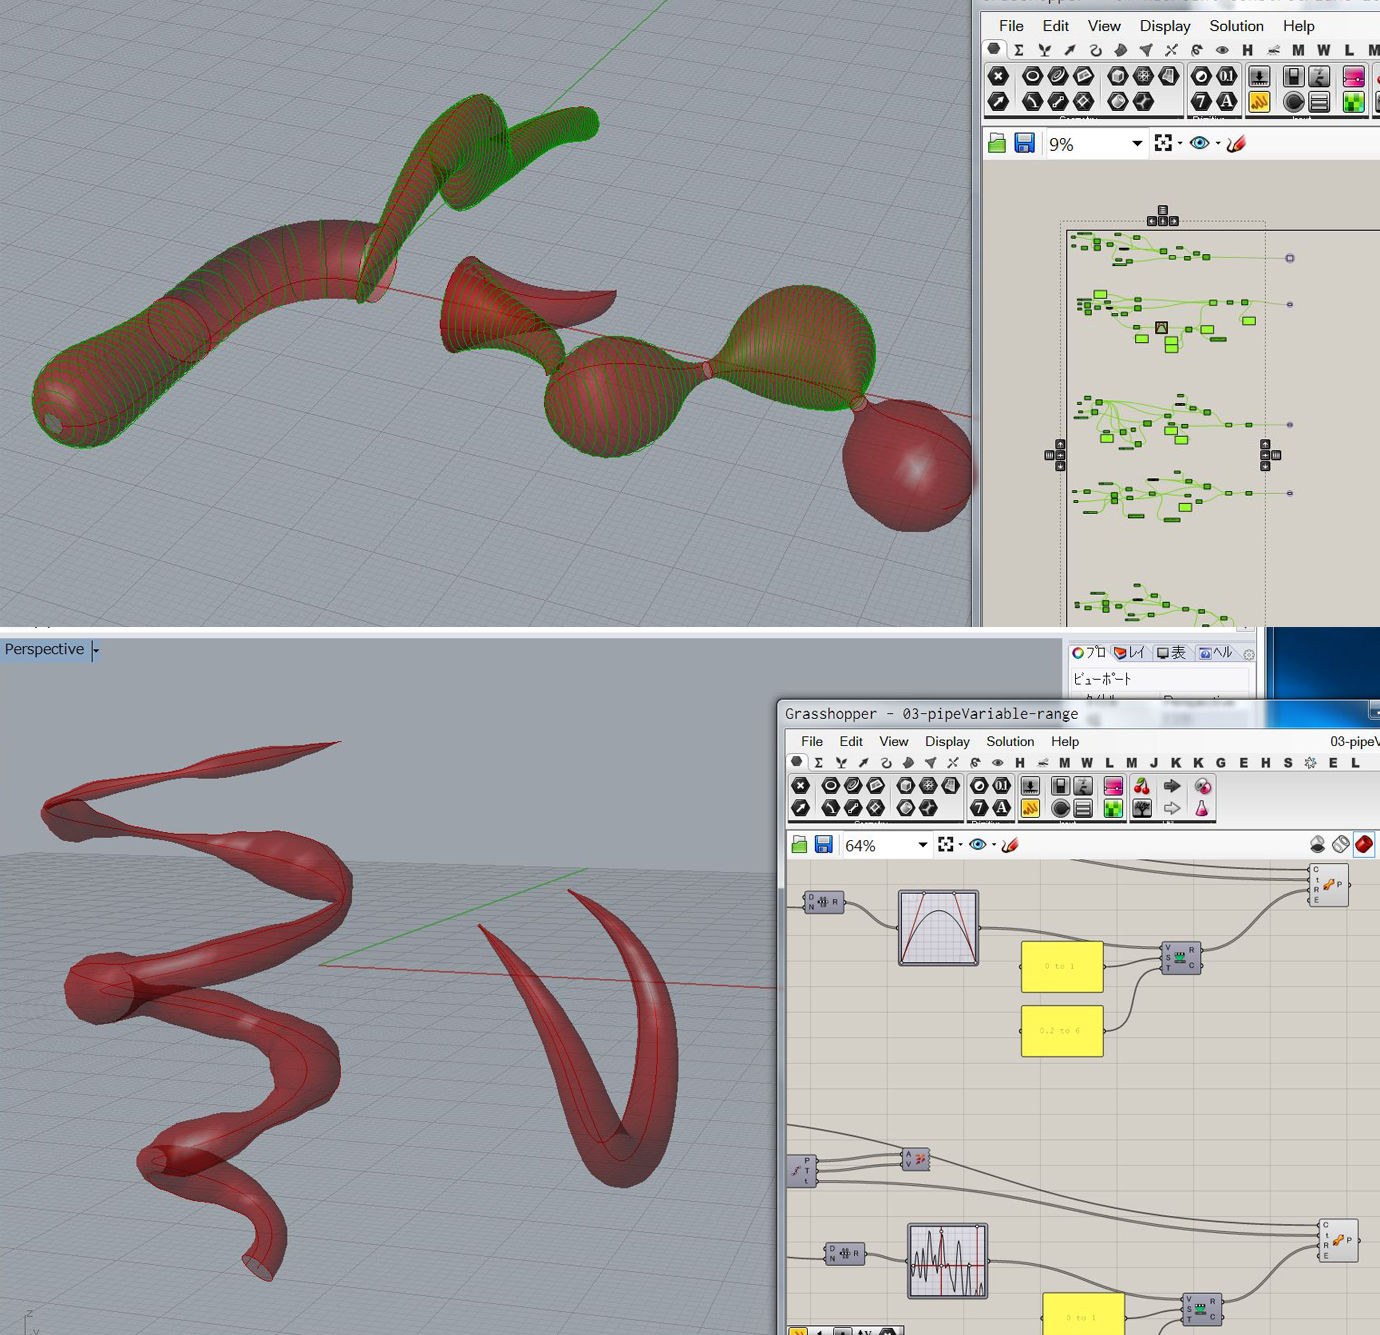 File Edit View Display Solution Help
H M W L M
9%
Perspective
プロ レイ 表 ヘル
ビューポート
Grasshopper - 03-pipeVariable-range
File Edit View Display Solution Help 03-pipeV
H M W L M J K K G E H S E L
64%
C
t
R P
E
D
N R
V
S R
T C
0 to 1
0.2 to 6
P
T
t
A
V
C
t
R P
E
D
N R
V
S R
T C
0 to 1
z
y